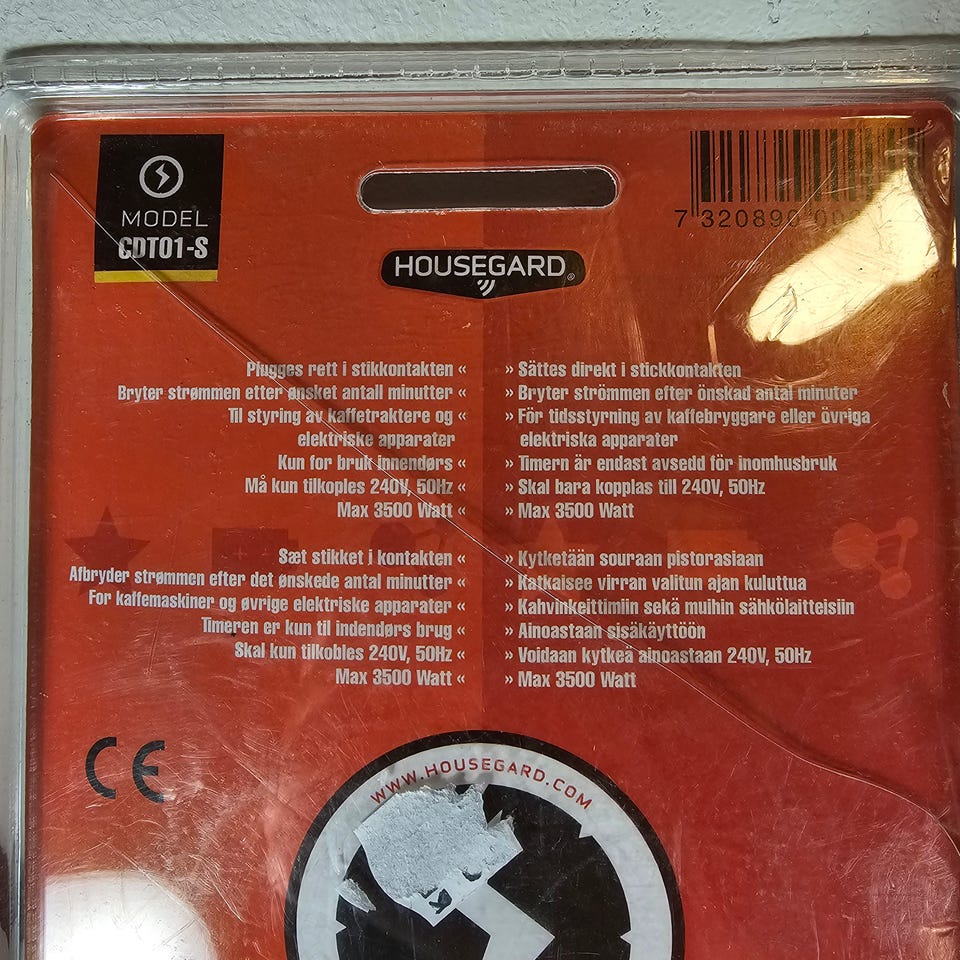 MODEL
CDT01-S
7 320890 00
HOUSEGARD®
Plugges rett i stikkontakten «
Bryter strømmen etter ønsket antall minutter «
Til styring av kaffetraktere og «
elektriske apparater
Kun for bruk innendørs «
Må kun tilkoples 240V, 50Hz «
Max 3500 Watt «
» Sättes direkt i stickkontakten
» Bryter strömmen efter önskad antal minuter
» För tidsstyrning av kaffebryggare eller övriga
elektriska apparater
» Timern är endast avsedd för inomhusbruk
» Skal bara kopplas till 240V, 50Hz
» Max 3500 Watt
Sæt stikket i kontakten «
Afbryder strømmen efter det ønskede antal minutter «
For kaffemaskiner og øvrige elektriske apparater «
Timeren er kun til indendørs brug «
Skal kun tilkobles 240V, 50Hz «
Max 3500 Watt «
» Kytketään souraan pistorasiaan
» Katkaisee virran valitun ajan kuluttua
» Kahvinkeittimiin sekä muihin sähkölaitteisiin
» Ainoastaan sisäkäyttöön
» Voidaan kytkea ainoastaan 240V, 50Hz
» Max 3500 Watt
CE
WWW.HOUSEGARD.COM